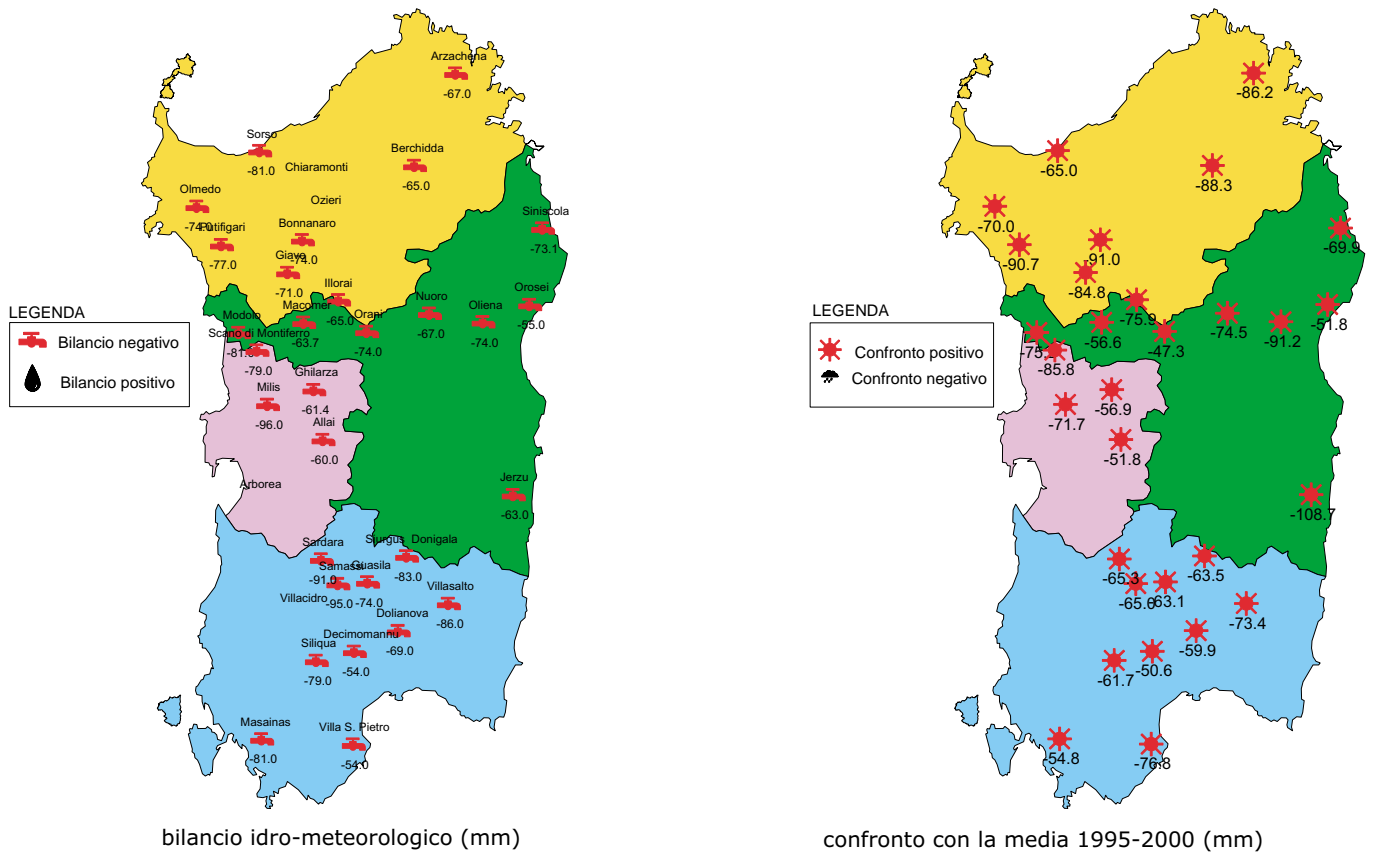 Arzachena
-67.0
Sorso
-81.0
Chiaramonti
Berchidda
-65.0
Olmedo
-74.0
Ozieri
Putifigari
-77.0
Bonnanaro
-74.0
Siniscola
-73.1
Giave
-71.0
Illorai
-65.0
Nuoro
-67.0
Orosei
-55.0
Oliena
-74.0
Macomer
-63.7
Orani
-74.0
Modolo
Scano di Montiferro
-79.0
Ghilarza
-61.4
Milis
-96.0
Allai
-60.0
Arborea
Jerzu
-63.0
Sardara
-91.0
Siurgus Donigala
-83.0
Samassi
-95.0
Guasila
-74.0
Villacidro
Villasalto
-86.0
Dolianova
-69.0
Decimomannu
-54.0
Siliqua
-79.0
Masainas
-81.0
Villa S. Pietro
-54.0
LEGENDA
Bilancio negativo
Bilancio positivo
bilancio idro-meteorologico (mm)
-86.2
-65.0
-88.3
-70.0
-90.7
-91.0
-69.9
-84.8
-75.9
-74.5
-51.8
-91.2
-56.6
-47.3
-85.8
-56.9
-71.7
-51.8
-108.7
-65.3
-63.5
-63.1
-73.4
-59.9
-50.6
-61.7
-54.8
-76.8
LEGENDA
Confronto positivo
Confronto negativo
confronto con la media 1995-2000 (mm)